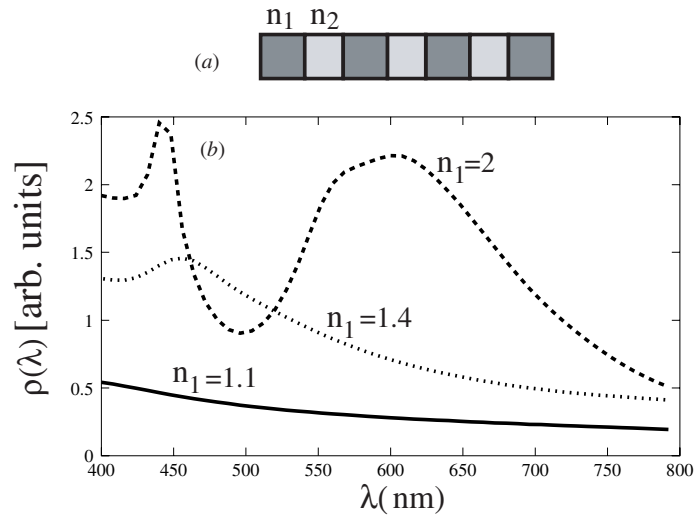 n₁ n₂
(a)
(b)
ρ(λ) [arb. units]
2.5
2
1.5
1
0.5
0
n₁=2
n₁=1.4
n₁=1.1
400 450 500 550 600 650 700 750 800
λ(nm)